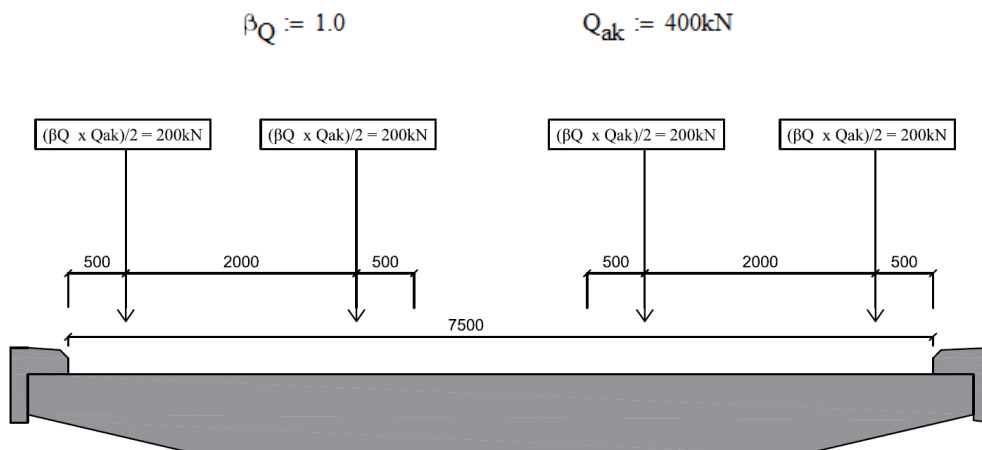 βQ := 1.0 Qak := 400kN
(βQ x Qak)/2 = 200kN (βQ x Qak)/2 = 200kN (βQ x Qak)/2 = 200kN (βQ x Qak)/2 = 200kN
500 2000 500 500 2000 500
7500